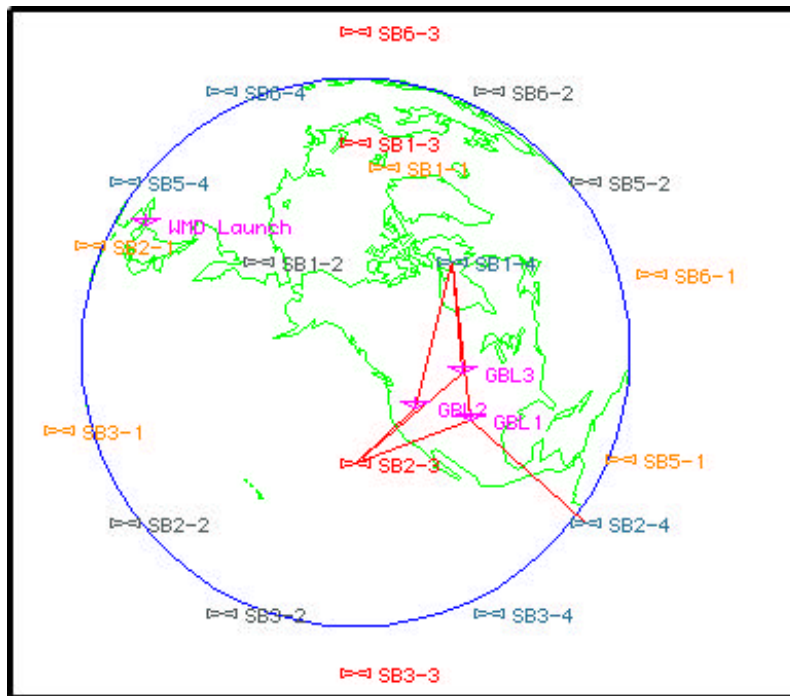 SB6-3
SB6-4
SB6-2
SB1-3
SB1-1
SB5-4
SB5-2
WMD Launch
SB2-1
SB1-2
SB1-4
SB6-1
GBL3
GBL2
GBL1
SB3-1
SB2-3
SB5-1
SB2-2
SB2-4
SB3-2
SB3-4
SB3-3